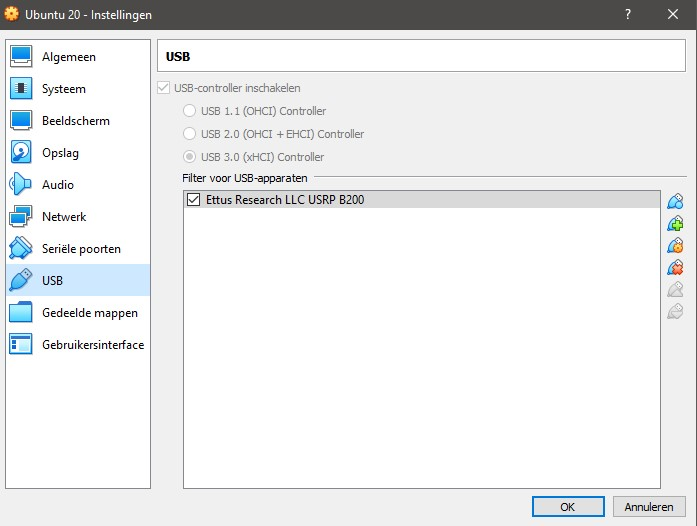 Ubuntu 20 - Instellingen
?
Algemeen
Systeem
Beeldscherm
Opslag
Audio
Netwerk
Seriële poorten
USB
Gedeelde mappen
Gebruikersinterface
USB
USB-controller inschakelen
USB 1.1 (OHCI) Controller
USB 2.0 (OHCI + EHCI) Controller
USB 3.0 (xHCI) Controller
Filter voor USB-apparaten
Ettus Research LLC USRP B200
OK
Annuleren